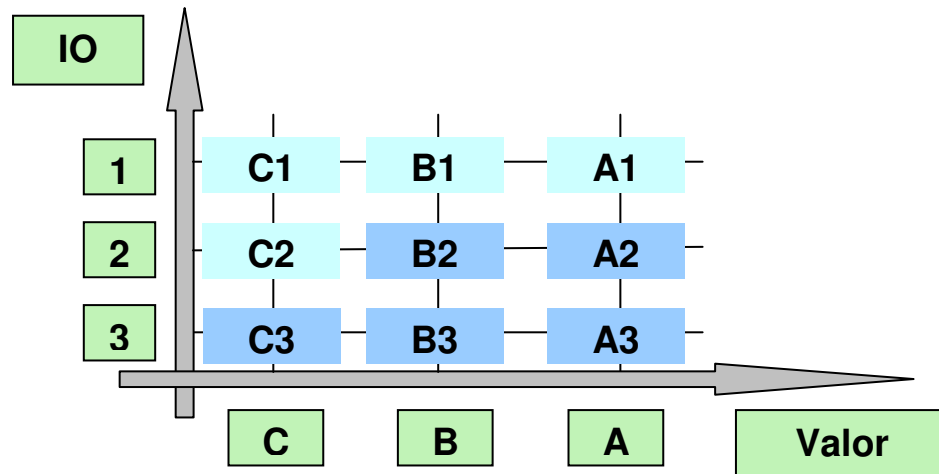 IO
1 C1 B1 A1
2 C2 B2 A2
3 C3 B3 A3
C B A Valor